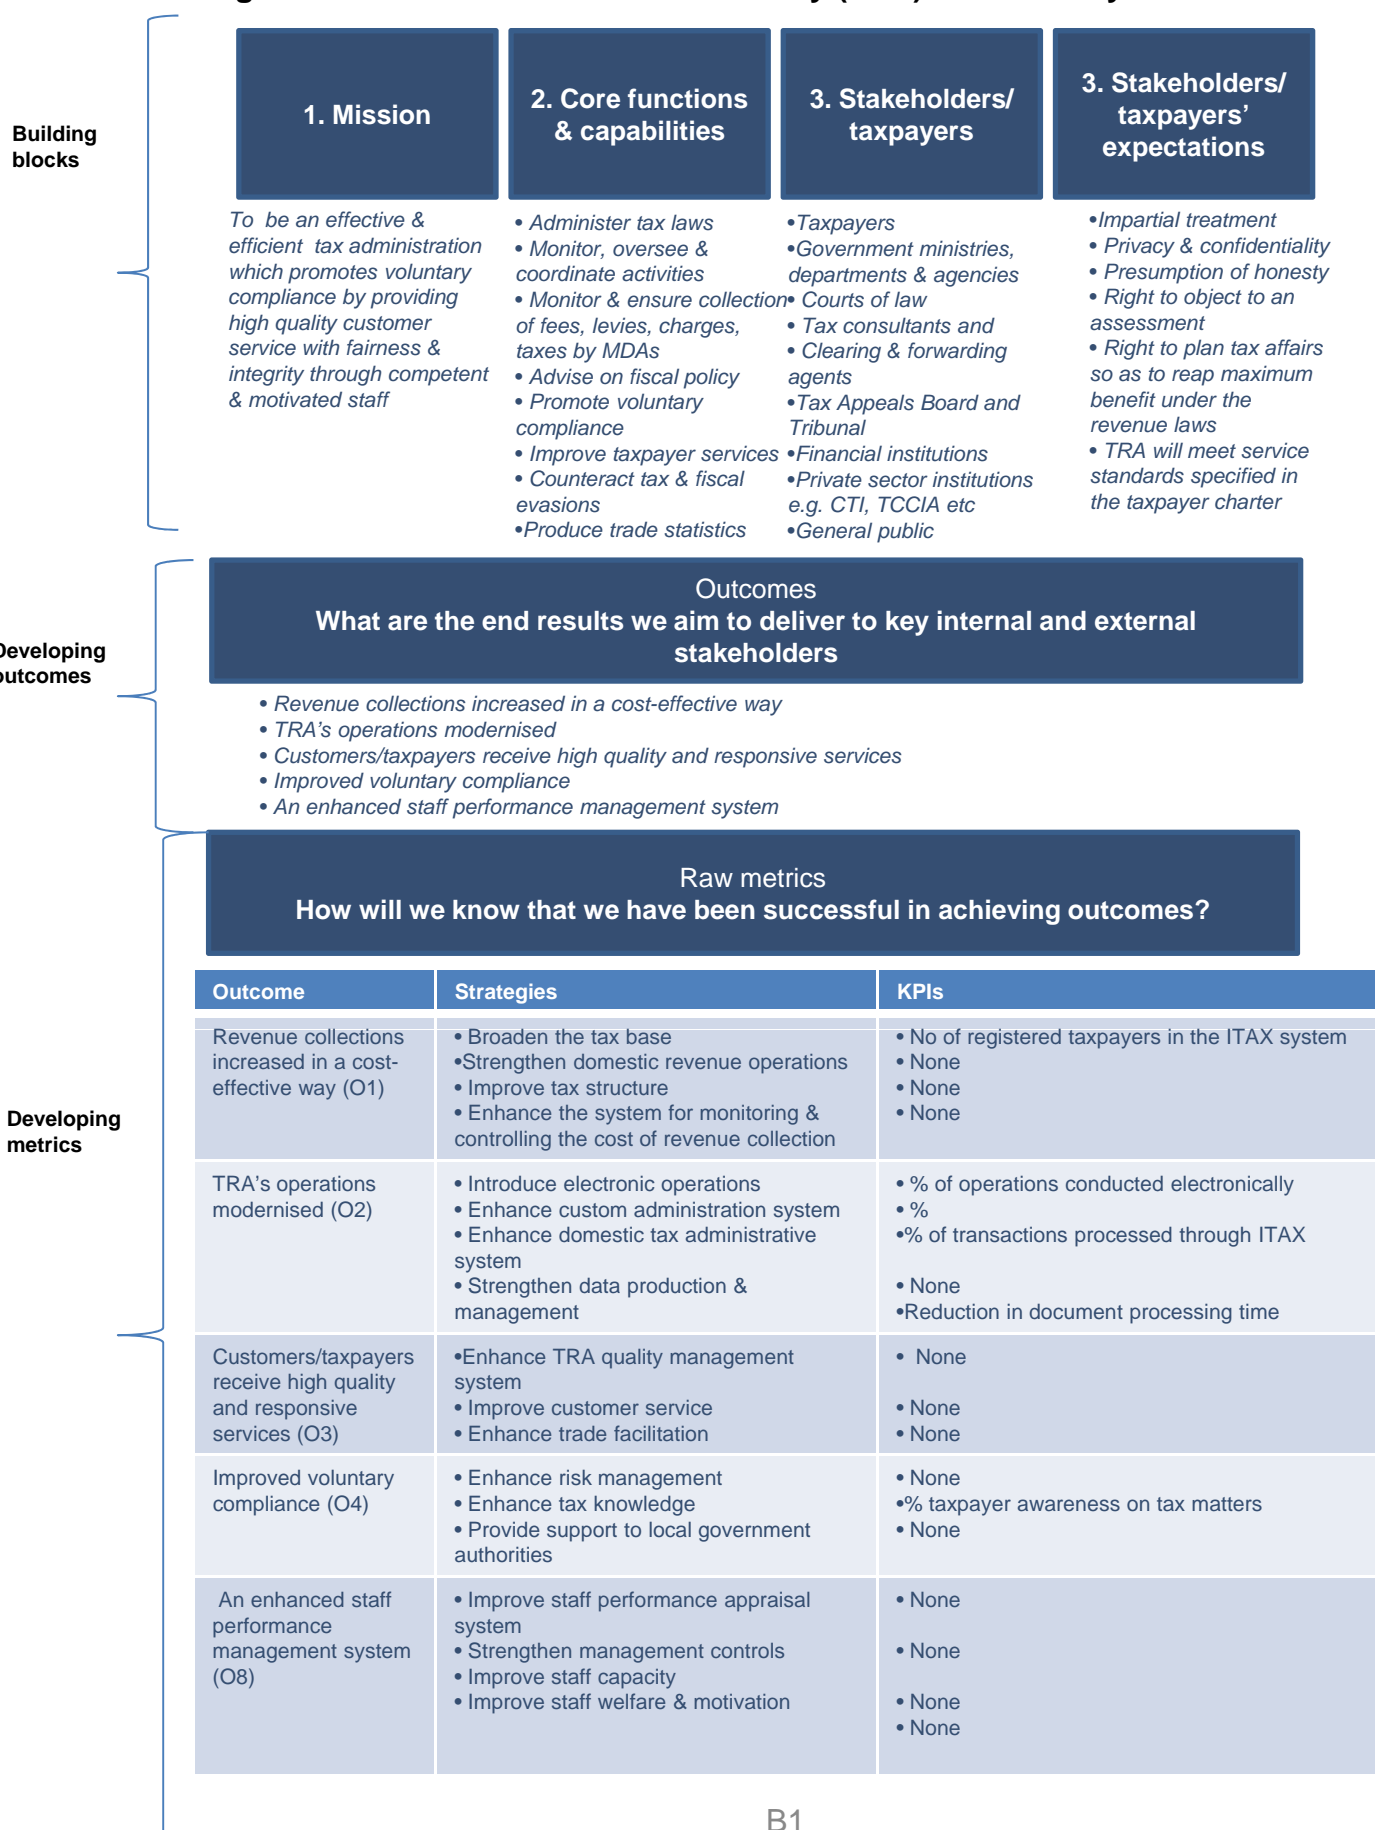 Building
blocks
1. Mission
2. Core functions
& capabilities
3. Stakeholders/
taxpayers
3. Stakeholders/
taxpayers’
expectations
To be an effective &
efficient tax administration
which promotes voluntary
compliance by providing
high quality customer
service with fairness &
integrity through competent
& motivated staff
• Administer tax laws
• Monitor, oversee &
coordinate activities
• Monitor & ensure collection
of fees, levies, charges,
taxes by MDAs
• Advise on fiscal policy
• Promote voluntary
compliance
• Improve taxpayer services
• Counteract tax & fiscal
evasions
•Produce trade statistics
•Taxpayers
•Government ministries,
departments & agencies
• Courts of law
• Tax consultants and
• Clearing & forwarding
agents
•Tax Appeals Board and
Tribunal
•Financial institutions
•Private sector institutions
e.g. CTI, TCCIA etc
•General public
•Impartial treatment
• Privacy & confidentiality
• Presumption of honesty
• Right to object to an
assessment
• Right to plan tax affairs
so as to reap maximum
benefit under the
revenue laws
• TRA will meet service
standards specified in
the taxpayer charter
Developing
outcomes
Outcomes
What are the end results we aim to deliver to key internal and external
stakeholders
• Revenue collections increased in a cost-effective way
• TRA’s operations modernised
• Customers/taxpayers receive high quality and responsive services
• Improved voluntary compliance
• An enhanced staff performance management system
Raw metrics
How will we know that we have been successful in achieving outcomes?
Developing
metrics
Outcome
Strategies
KPIs
Revenue collections
increased in a cost-
effective way (O1)
• Broaden the tax base
•Strengthen domestic revenue operations
• Improve tax structure
• Enhance the system for monitoring &
controlling the cost of revenue collection
• No of registered taxpayers in the ITAX system
• None
• None
• None
TRA’s operations
modernised (O2)
• Introduce electronic operations
• Enhance custom administration system
• Enhance domestic tax administrative
system
• Strengthen data production &
management
• % of operations conducted electronically
• %
•% of transactions processed through ITAX
• None
•Reduction in document processing time
Customers/taxpayers
receive high quality
and responsive
services (O3)
•Enhance TRA quality management
system
• Improve customer service
• Enhance trade facilitation
• None
• None
• None
Improved voluntary
compliance (O4)
• Enhance risk management
• Enhance tax knowledge
• Provide support to local government
authorities
• None
•% taxpayer awareness on tax matters
• None
An enhanced staff
performance
management system
(O8)
• Improve staff performance appraisal
system
• Strengthen management controls
• Improve staff capacity
• Improve staff welfare & motivation
• None
• None
• None
• None
B1